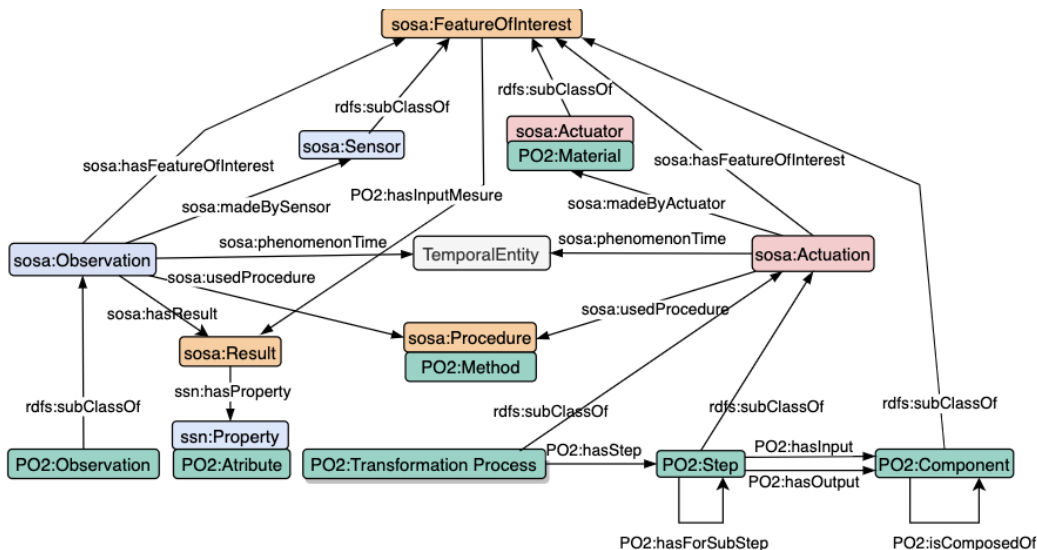 sosa:FeatureOfInterest
rdfs:subClassOf
rdfs:subClassOf
sosa:Actuator
sosa:Sensor
PO2:Material
sosa:hasFeatureOfInterest
sosa:hasFeatureOfInterest
PO2:hasInputMesure
sosa:madeBySensor
sosa:madeByActuator
sosa:phenomenonTime
sosa:phenomenonTime
sosa:Observation
TemporalEntity
sosa:Actuation
sosa:usedProcedure
sosa:hasResult
sosa:usedProcedure
sosa:Procedure
sosa:Result
PO2:Method
ssn:hasProperty
rdfs:subClassOf
rdfs:subClassOf
rdfs:subClassOf
rdfs:subClassOf
ssn:Property
PO2:hasStep
PO2:hasInput
PO2:Observation
PO2:Atribute
PO2:Transformation Process
PO2:Step
PO2:Component
PO2:hasOutput
PO2:hasForSubStep
PO2:isComposedOf